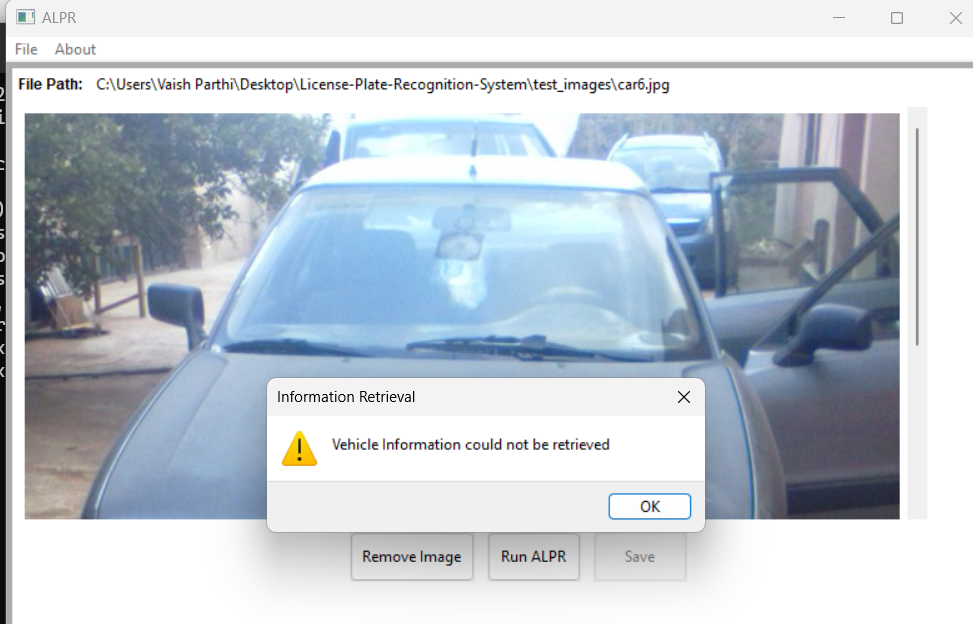 ALPR
File About
File Path: C:\Users\Vaish Parthi\Desktop\License-Plate-Recognition-System\test_images\car6.jpg
Information Retrieval
Vehicle Information could not be retrieved
OK
Remove Image Run ALPR Save